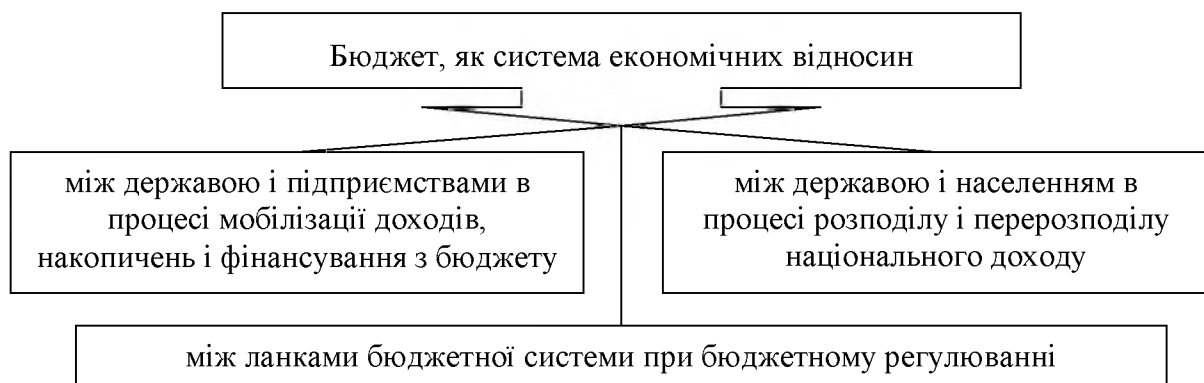 Бюджет, як система економічних відносин
між державою і підприємствами в
процесі мобілізації доходів,
накопичень і фінансування з бюджету
між державою і населенням в
процесі розподілу і перерозподілу
національного доходу
між ланками бюджетної системи при бюджетному регулюванні